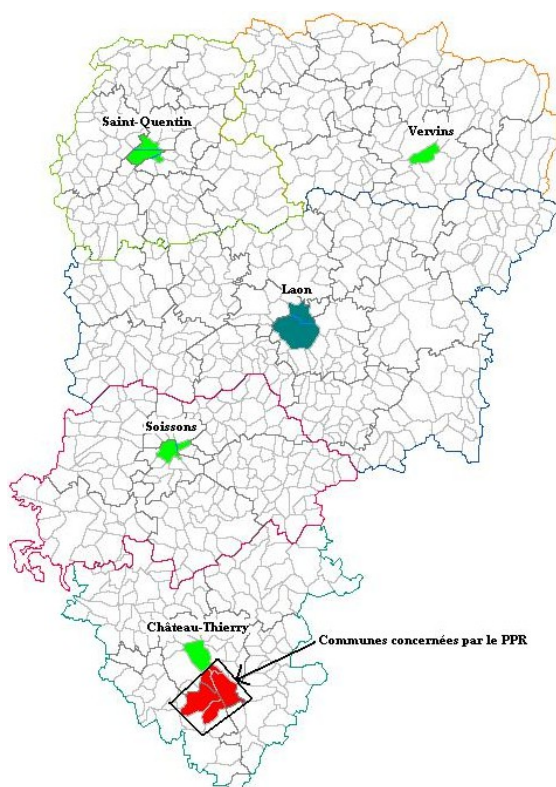 Saint-Quentin
Vervins
Laon
Soissons
Château-Thierry
Communes concernées par le PPR